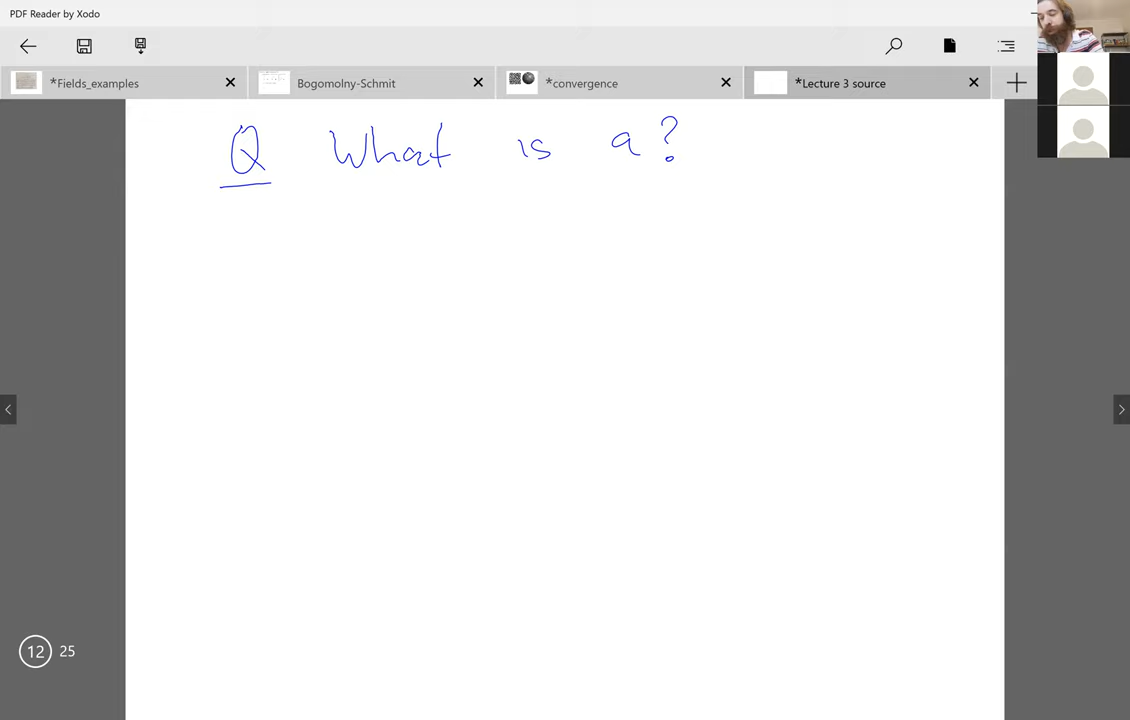 PDF Reader by Xodo
*Fields_examples
Bogomolny-Schmit
*convergence
*Lecture 3 source
Q What is a?
12 25